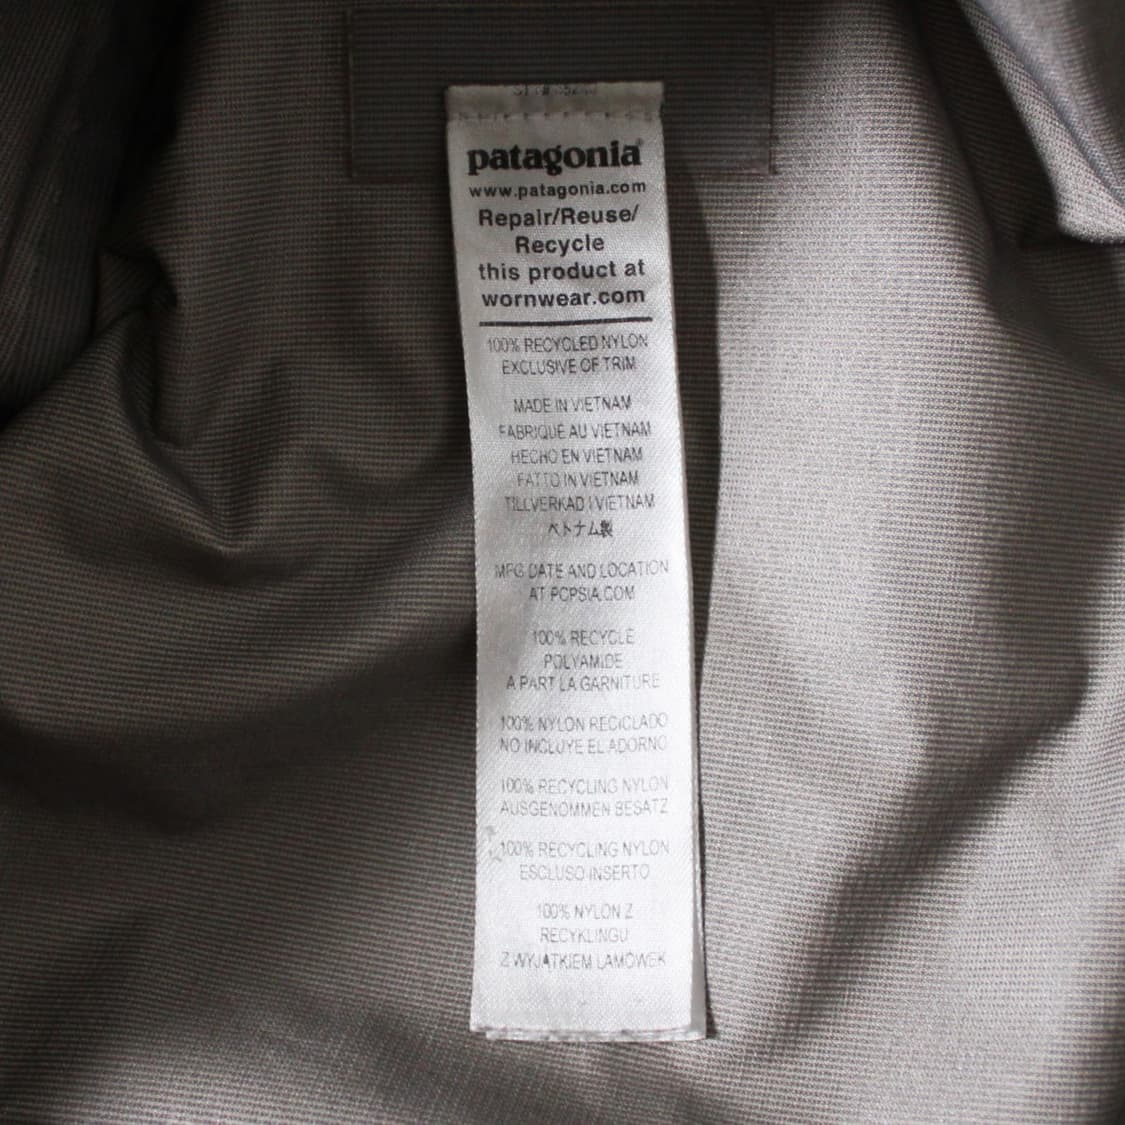 patagonia
www.patagonia.com
Repair/Reuse/
Recycle
this product at
wornwear.com
100% RECYCLED NYLON
EXCLUSIVE OF TRIM
MADE IN VIETNAM
FABRIQUE AU VIETNAM
HECHO EN VIETNAM
FATTO IN VIETNAM
TILLVERKAD I VIETNAM
ベトナム製
MFG DATE AND LOCATION
AT PCPSIA.COM
100% RECYCLE
POLYAMIDE
A PART LA GARNITURE
100% NYLON RECICLADO
NO INCLUYE EL ADORNO
100% RECYCLING NYLON
AUSGENOMMEN BESATZ
100% RECYCLING NYLON
ESCLUSO INSERTO
100% NYLON Z
RECYKLINGU
Z WYJĄTKIEM LAMÓWEK